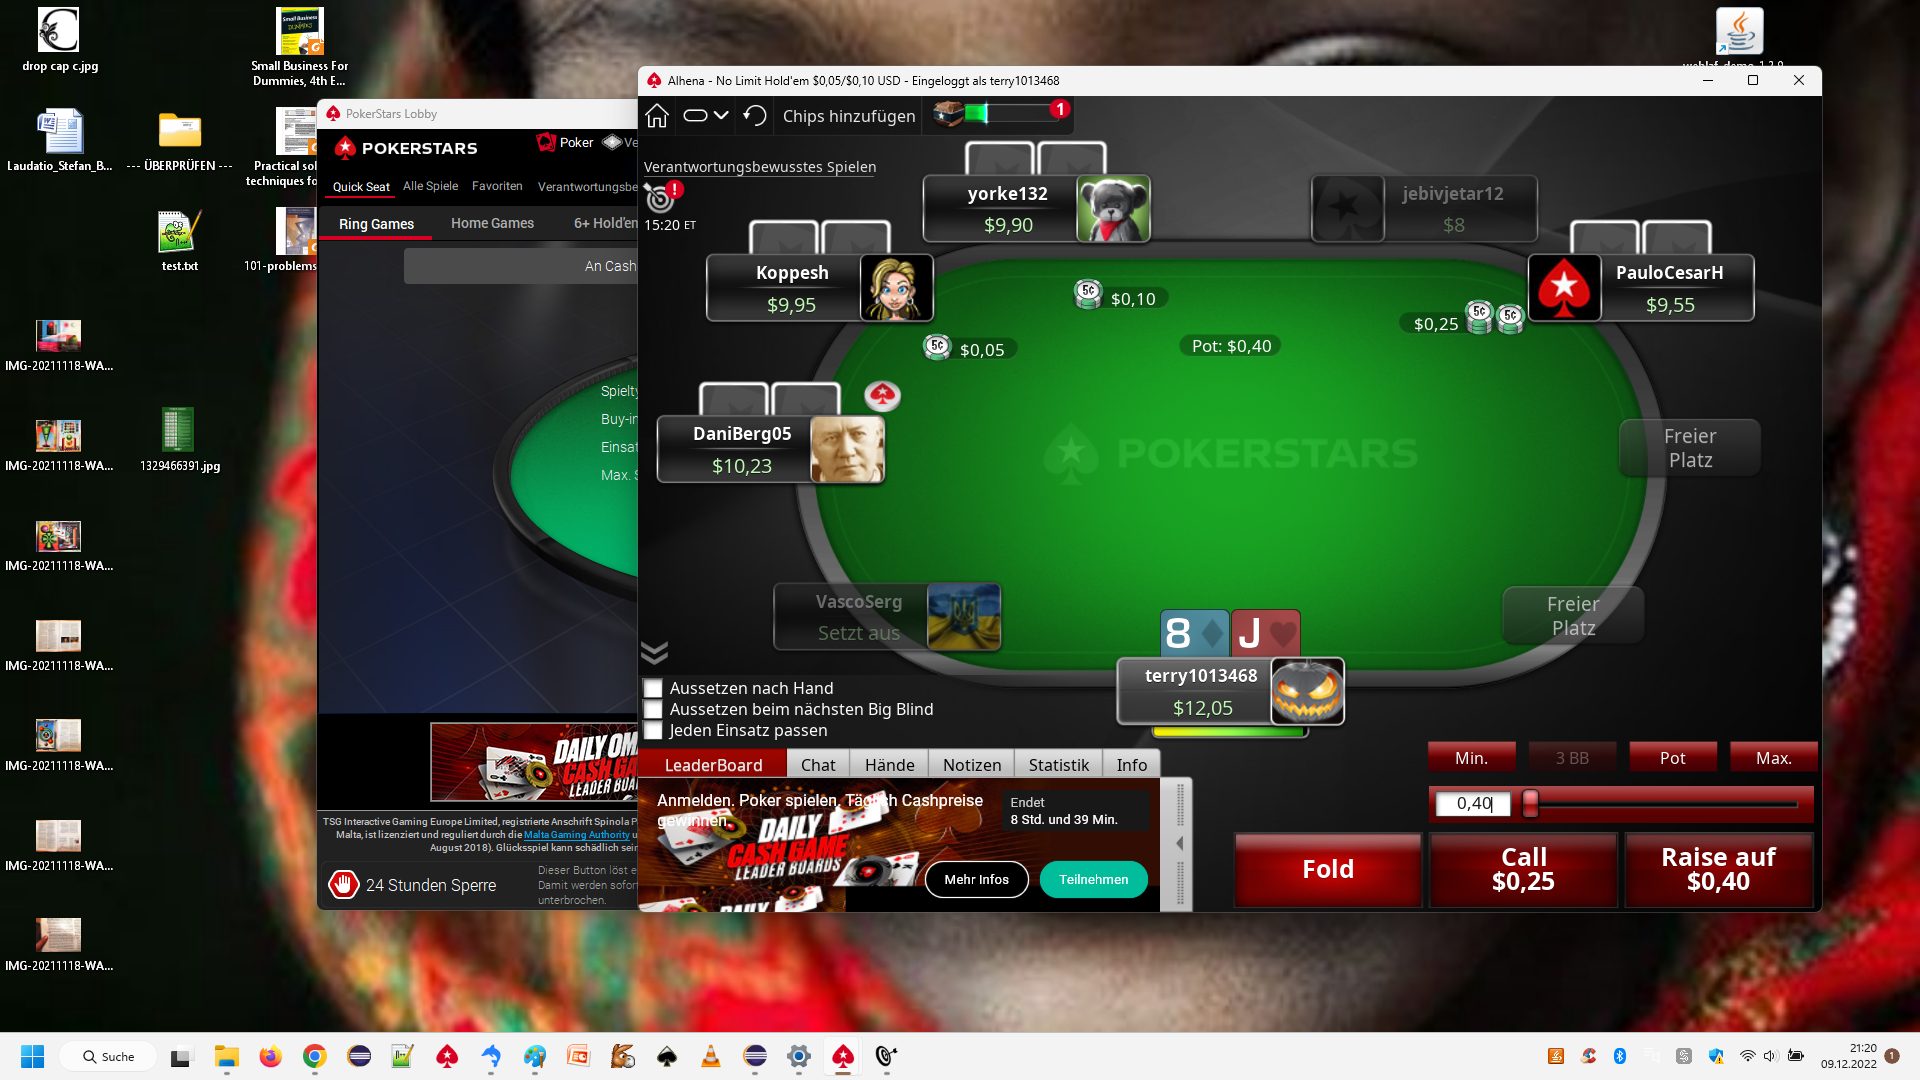 drop cap c.jpg
Small Business For
Dummies, 4th E...
Laudatio_Stefan_B...
--- ÜBERPRÜFEN ---
Practical sol
techniques fo
test.txt
101-problems
IMG-20211118-WA...
IMG-20211118-WA...
1329466391.jpg
IMG-20211118-WA...
IMG-20211118-WA...
IMG-20211118-WA...
IMG-20211118-WA...
IMG-20211118-WA...
PokerStars Lobby
POKERSTARS
Poker
Ve
Quick Seat
Alle Spiele
Favoriten
Verantwortungsbe
Ring Games
Home Games
6+ Hold'em
An Cash
Spielty
Buy-in
Einsat
Max. S
DAILY OM
CASH GAM
LEADER BOAR
TSG Interactive Gaming Europe Limited, registrierte Anschrift Spinola P
Malta, ist lizenziert und reguliert durch die Malta Gaming Authority u
August 2018). Glücksspiel kann schädlich sein
24 Stunden Sperre
Dieser Button löst e
Damit werden sofor
unterbrochen.
Alhena - No Limit Hold'em $0,05/$0,10 USD - Eingeloggt als terry1013468
Chips hinzufügen
1
Verantwortungsbewusstes Spielen
15:20 ET
yorke132
$9,90
jebivjetar12
$8
Koppesh
$9,95
PauloCesarH
$9,55
5¢
$0,10
$0,25
5¢
5¢
5¢
$0,05
Pot: $0,40
DaniBerg05
$10,23
POKERSTARS
Freier
Platz
VascoSerg
Setzt aus
Freier
Platz
8
J
terry1013468
$12,05
Aussetzen nach Hand
Aussetzen beim nächsten Big Blind
Jeden Einsatz passen
LeaderBoard
Chat
Hände
Notizen
Statistik
Info
Anmelden. Poker spielen. Täglich Cashpreise
gewinnen.
Endet
8 Std. und 39 Min.
DAILY
CASH GAME
LEADER BOARDS
DAILY
Mehr Infos
Teilnehmen
Min.
3 BB
Pot
Max.
0,40
Fold
Call
$0,25
Raise auf
$0,40
Suche
21:20
09.12.2022
1